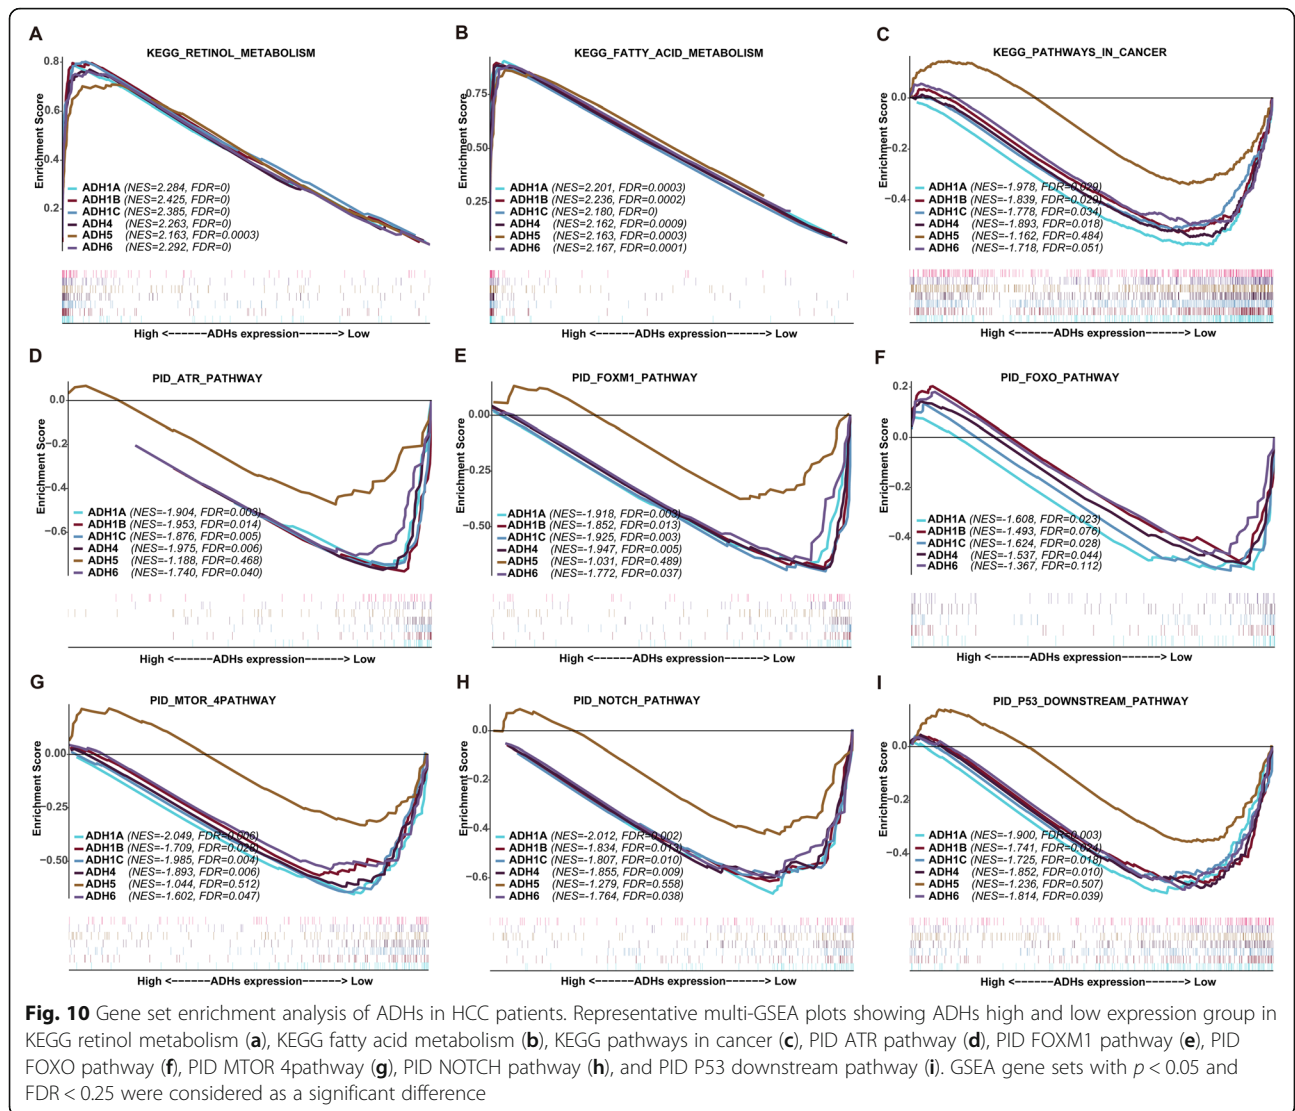 A
KEGG_RETINOL_METABOLISM
Enrichment Score
0.8
0.6
0.4
0.2
ADH1A (NES=2.284, FDR=0)
ADH1B (NES=2.425, FDR=0)
ADH1C (NES=2.385, FDR=0)
ADH4 (NES=2.263, FDR=0)
ADH5 (NES=2.163, FDR=0.0003)
ADH6 (NES=2.292, FDR=0)
High <------ADHs expression------> Low
B
KEGG_FATTY_ACID_METABOLISM
Enrichment Score
0.75
0.50
0.25
ADH1A (NES=2.201, FDR=0.0003)
ADH1B (NES=2.236, FDR=0.0002)
ADH1C (NES=2.180, FDR=0)
ADH4 (NES=2.162, FDR=0.0009)
ADH5 (NES=2.163, FDR=0.0003)
ADH6 (NES=2.167, FDR=0.0001)
High <------ADHs expression------> Low
C
KEGG_PATHWAYS_IN_CANCER
Enrichment Score
0.0
−0.2
−0.4
ADH1A (NES=-1.978, FDR=0.029)
ADH1B (NES=-1.839, FDR=0.029)
ADH1C (NES=-1.778, FDR=0.034)
ADH4 (NES=-1.893, FDR=0.018)
ADH5 (NES=-1.162, FDR=0.484)
ADH6 (NES=-1.718, FDR=0.051)
High <------ADHs expression------> Low
D
PID_ATR_PATHWAY
Enrichment Score
0.0
−0.2
−0.4
−0.6
ADH1A (NES=-1.904, FDR=0.003)
ADH1B (NES=-1.953, FDR=0.014)
ADH1C (NES=-1.876, FDR=0.005)
ADH4 (NES=-1.975, FDR=0.006)
ADH5 (NES=-1.188, FDR=0.468)
ADH6 (NES=-1.740, FDR=0.040)
High <------ADHs expression------> Low
E
PID_FOXM1_PATHWAY
Enrichment Score
0.00
−0.25
−0.50
ADH1A (NES=-1.918, FDR=0.003)
ADH1B (NES=-1.852, FDR=0.013)
ADH1C (NES=-1.925, FDR=0.003)
ADH4 (NES=-1.947, FDR=0.005)
ADH5 (NES=-1.031, FDR=0.489)
ADH6 (NES=-1.772, FDR=0.037)
High <------ADHs expression------> Low
F
PID_FOXO_PATHWAY
Enrichment Score
0.2
0.0
−0.2
−0.4
ADH1A (NES=-1.608, FDR=0.023)
ADH1B (NES=-1.493, FDR=0.076)
ADH1C (NES=-1.624, FDR=0.028)
ADH4 (NES=-1.537, FDR=0.044)
ADH6 (NES=-1.367, FDR=0.112)
High <------ADHs expression------> Low
G
PID_MTOR_4PATHWAY
Enrichment Score
0.00
−0.25
−0.50
ADH1A (NES=-2.049, FDR=0.006)
ADH1B (NES=-1.709, FDR=0.028)
ADH1C (NES=-1.985, FDR=0.004)
ADH4 (NES=-1.893, FDR=0.006)
ADH5 (NES=-1.044, FDR=0.512)
ADH6 (NES=-1.602, FDR=0.047)
High <------ADHs expression------> Low
H
PID_NOTCH_PATHWAY
Enrichment Score
0.0
−0.2
−0.4
−0.6
ADH1A (NES=-2.012, FDR=0.002)
ADH1B (NES=-1.834, FDR=0.013)
ADH1C (NES=-1.807, FDR=0.010)
ADH4 (NES=-1.855, FDR=0.009)
ADH5 (NES=-1.279, FDR=0.558)
ADH6 (NES=-1.764, FDR=0.038)
High <------ADHs expression------> Low
I
PID_P53_DOWNSTREAM_PATHWAY
Enrichment Score
0.0
−0.2
−0.4
ADH1A (NES=-1.900, FDR=0.003)
ADH1B (NES=-1.741, FDR=0.024)
ADH1C (NES=-1.725, FDR=0.018)
ADH4 (NES=-1.852, FDR=0.010)
ADH5 (NES=-1.236, FDR=0.507)
ADH6 (NES=-1.814, FDR=0.039)
High <------ADHs expression------> Low
Fig. 10 Gene set enrichment analysis of ADHs in HCC patients. Representative multi-GSEA plots showing ADHs high and low expression group in
KEGG retinol metabolism (a), KEGG fatty acid metabolism (b), KEGG pathways in cancer (c), PID ATR pathway (d), PID FOXM1 pathway (e), PID
FOXO pathway (f), PID MTOR 4pathway (g), PID NOTCH pathway (h), and PID P53 downstream pathway (i). GSEA gene sets with p < 0.05 and
FDR < 0.25 were considered as a significant difference